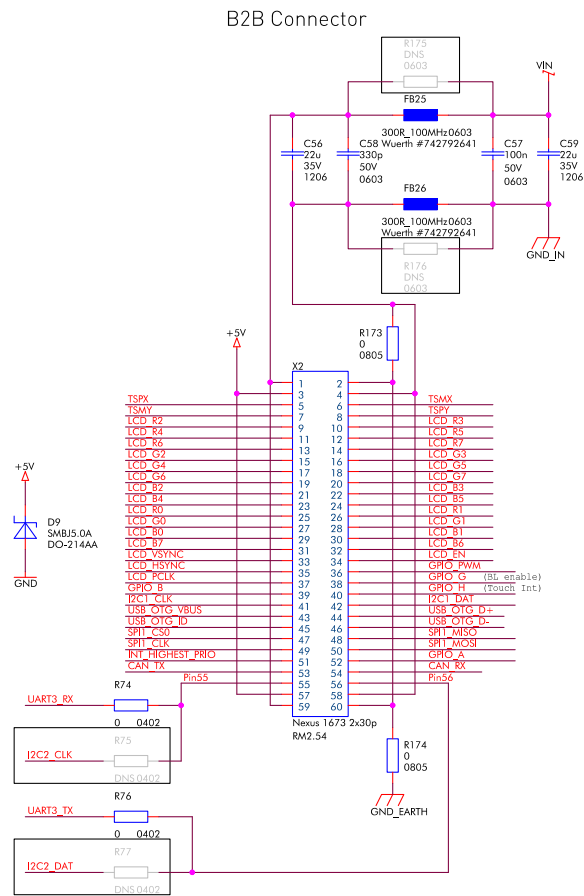 B2B Connector
R175
DNS
0603
VIN
FB25
300R_100MHz0603
Wuerth #742792641
C56
22u
35V
1206
C58
330p
50V
0603
C57
100n
50V
0603
C59
22u
35V
1206
FB26
300R_100MHz0603
Wuerth #742792641
R176
DNS
0603
GND_IN
+5V
R173
0
0805
X2
1 2
3 4
TSPX 5 6 TSMX
TSMY 7 8 TSPY
LCD_R2 9 10 LCD_R3
LCD_R4 11 12 LCD_R5
LCD_R6 13 14 LCD_R7
LCD_G2 15 16 LCD_G3
LCD_G4 17 18 LCD_G5
LCD_G6 19 20 LCD_G7
LCD_B2 21 22 LCD_B3
LCD_B4 23 24 LCD_B5
LCD_R0 25 26 LCD_R1
LCD_G0 27 28 LCD_G1
LCD_B0 29 30 LCD_B1
LCD_B7 31 32 LCD_B6
LCD_VSYNC 33 34 LCD_EN
LCD_HSYNC 35 36 GPIO_PWM
LCD_PCLK 37 38 GPIO_G (BL enable)
GPIO_B 39 40 GPIO_H (Touch Int)
I2C1_CLK 41 42 I2C1_DAT
USB_OTG_VBUS 43 44 USB_OTG_D+
USB_OTG_ID 45 46 USB_OTG_D-
SPI1_CS0 47 48 SPI1_MISO
SPI1_CLK 49 50 SPI1_MOSI
INT_HIGHEST_PRIO 51 52 GPIO_A
CAN_TX 53 54 CAN_RX
Pin55 55 56 Pin56
57 58
59 60
Nexus 1673 2x30p
RM2.54
+5V
D9
SMBJ5.0A
DO-214AA
GND
R74
UART3_RX
0 0402
R75
I2C2_CLK
DNS 0402
R76
UART3_TX
0 0402
R77
I2C2_DAT
DNS 0402
R174
0
0805
GND_EARTH